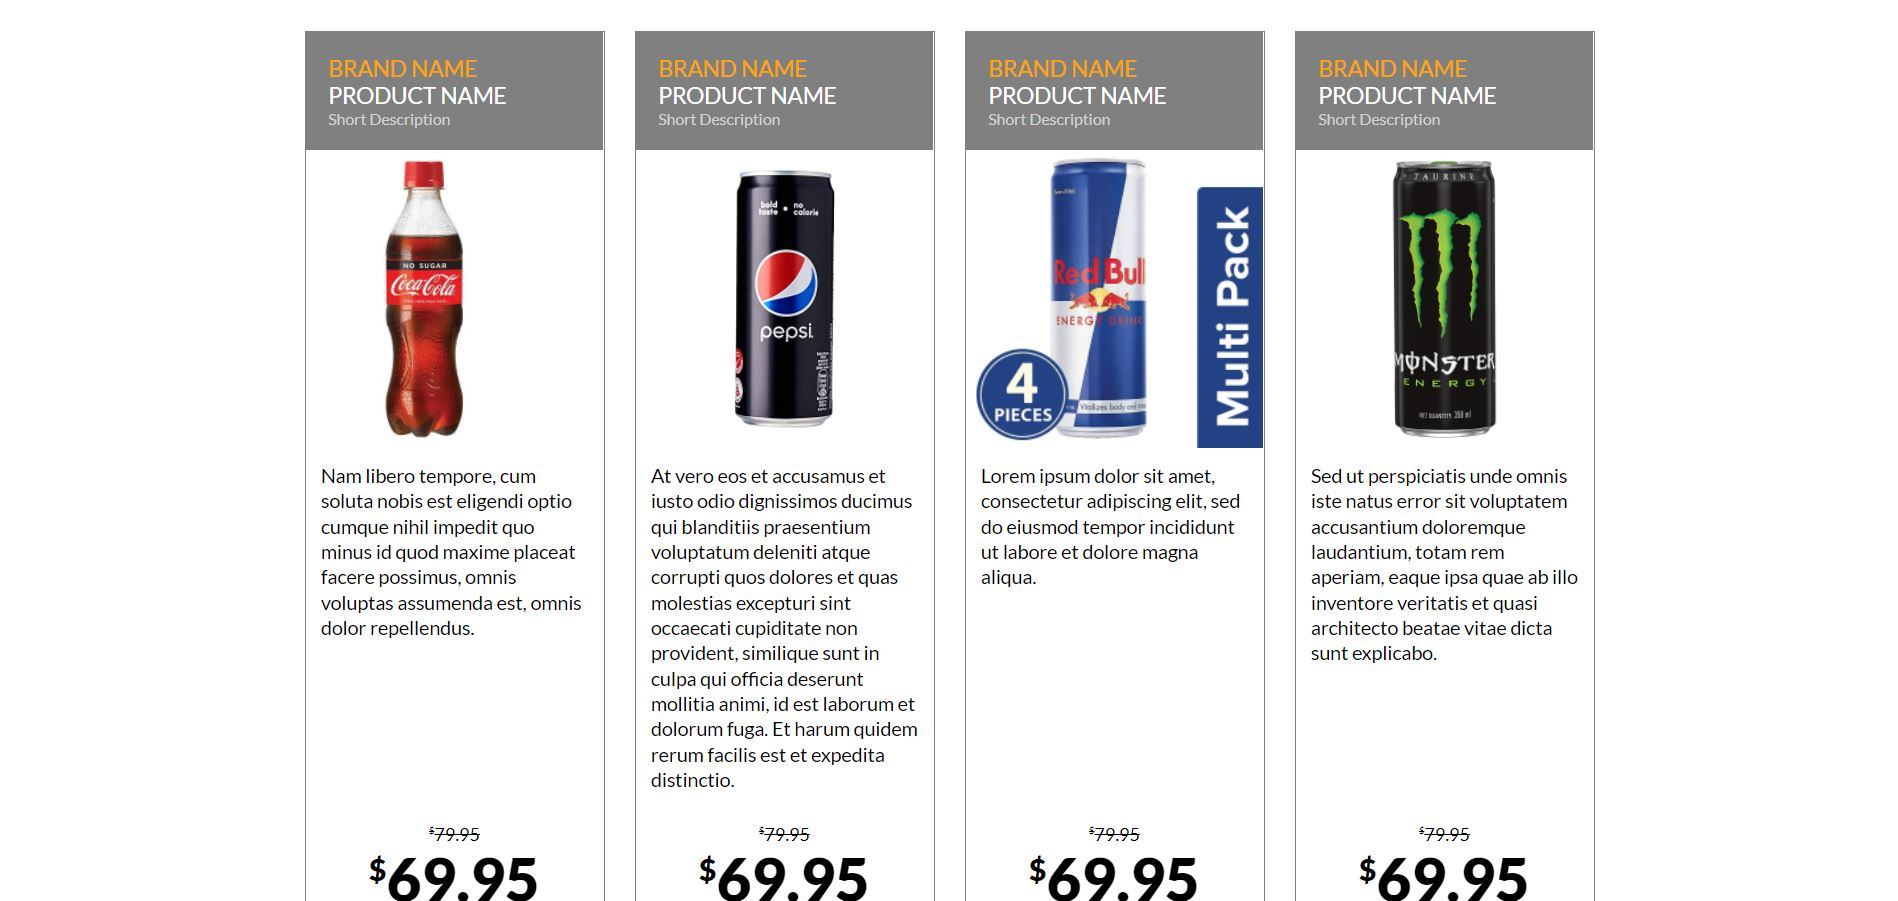 BRAND NAME
PRODUCT NAME
Short Description
NO SUGAR
Coca-Cola
Nam libero tempore, cum
soluta nobis est eligendi optio
cumque nihil impedit quo
minus id quod maxime placeat
facere possimus, omnis
voluptas assumenda est, omnis
dolor repellendus.
$79.95
$69.95
BRAND NAME
PRODUCT NAME
Short Description
bold taste • no calorie
pepsi
At vero eos et accusamus et
iusto odio dignissimos ducimus
qui blanditiis praesentium
voluptatum deleniti atque
corrupti quos dolores et quas
molestias excepturi sint
occaecati cupiditate non
provident, similique sunt in
culpa qui officia deserunt
mollitia animi, id est laborum et
dolorum fuga. Et harum quidem
rerum facilis est et expedita
distinctio.
$79.95
$69.95
BRAND NAME
PRODUCT NAME
Short Description
Red Bull
ENERGY DRINK
Vitalizes body and
4
PIECES
Multi Pack
Lorem ipsum dolor sit amet,
consectetur adipiscing elit, sed
do eiusmod tempor incididunt
ut labore et dolore magna
aliqua.
$79.95
$69.95
BRAND NAME
PRODUCT NAME
Short Description
TAURINE
MONSTER
ENERGY
NET QUANTITY: 350 ml
Sed ut perspiciatis unde omnis
iste natus error sit voluptatem
accusantium doloremque
laudantium, totam rem
aperiam, eaque ipsa quae ab illo
inventore veritatis et quasi
architecto beatae vitae dicta
sunt explicabo.
$79.95
$69.95